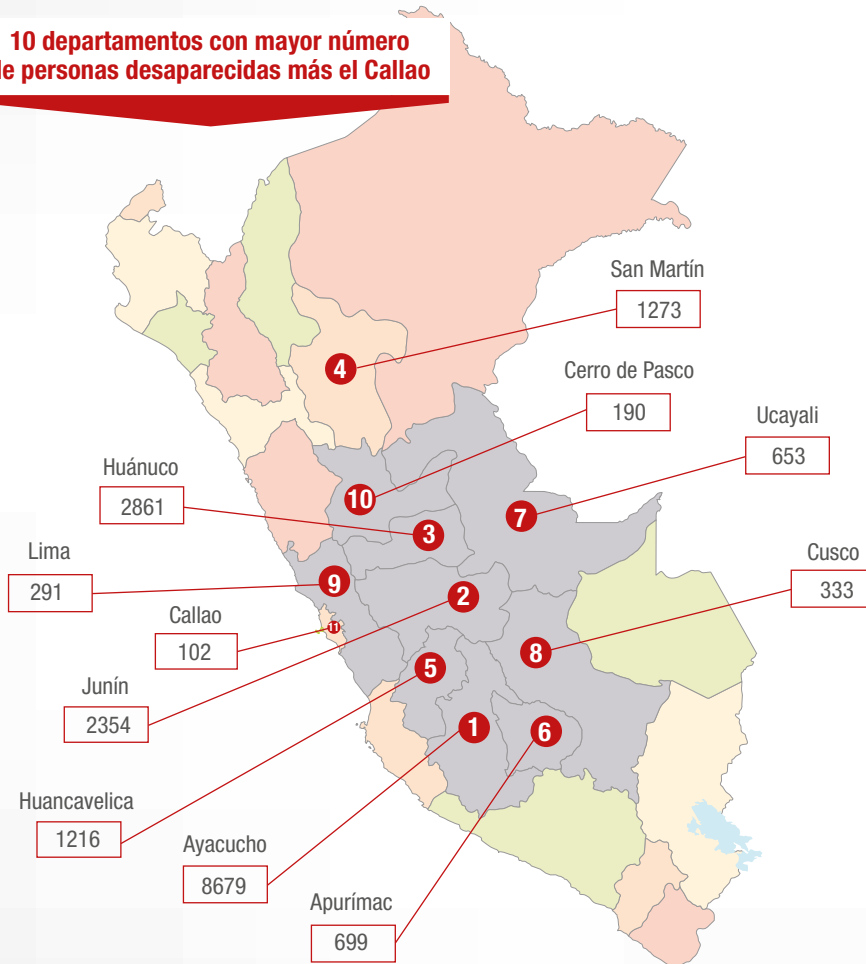 10 departamentos con mayor número
de personas desaparecidas más el Callao
San Martín
1273
4
Cerro de Pasco
190
Ucayali
653
Huánuco
2861
10
7
3
Lima
291
9
Cusco
333
2
Callao
102
11
8
5
Junín
2354
1
6
Huancavelica
1216
Ayacucho
8679
Apurímac
699